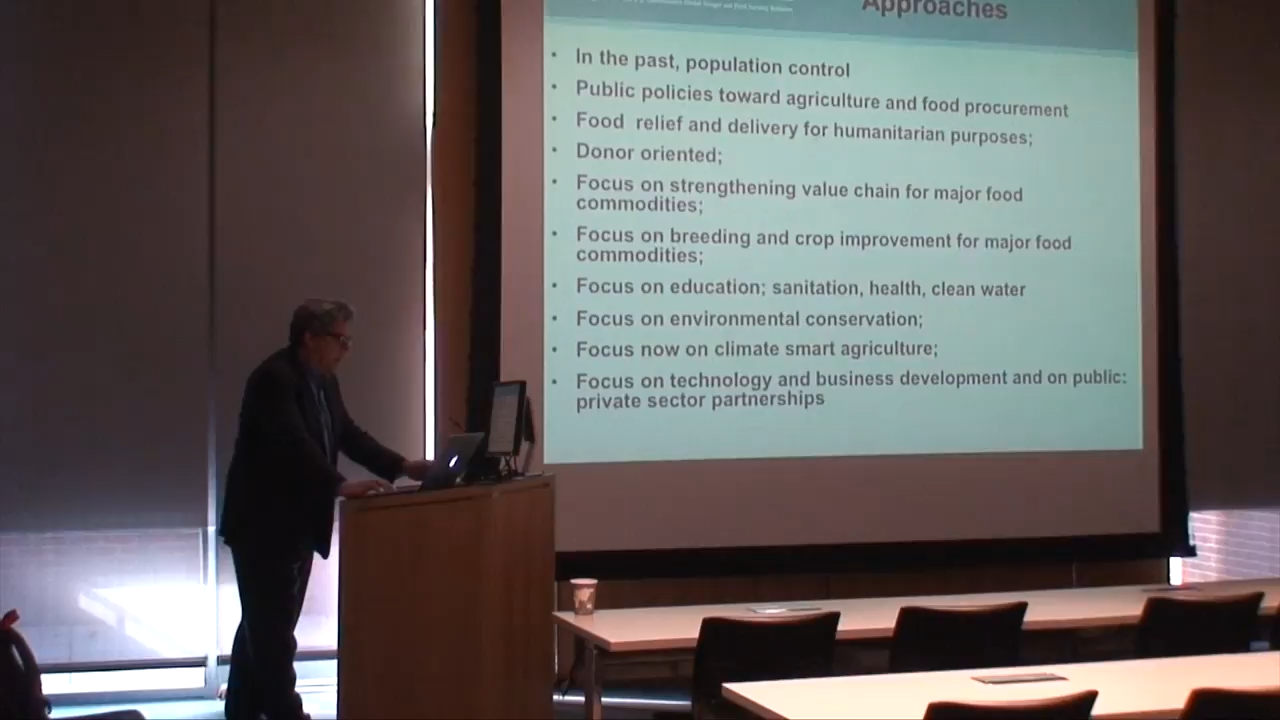 Approaches
• In the past, population control
• Public policies toward agriculture and food procurement
• Food relief and delivery for humanitarian purposes;
• Donor oriented;
• Focus on strengthening value chain for major food
commodities;
• Focus on breeding and crop improvement for major food
commodities;
• Focus on education; sanitation, health, clean water
• Focus on environmental conservation;
• Focus now on climate smart agriculture;
• Focus on technology and business development and on public:
private sector partnerships